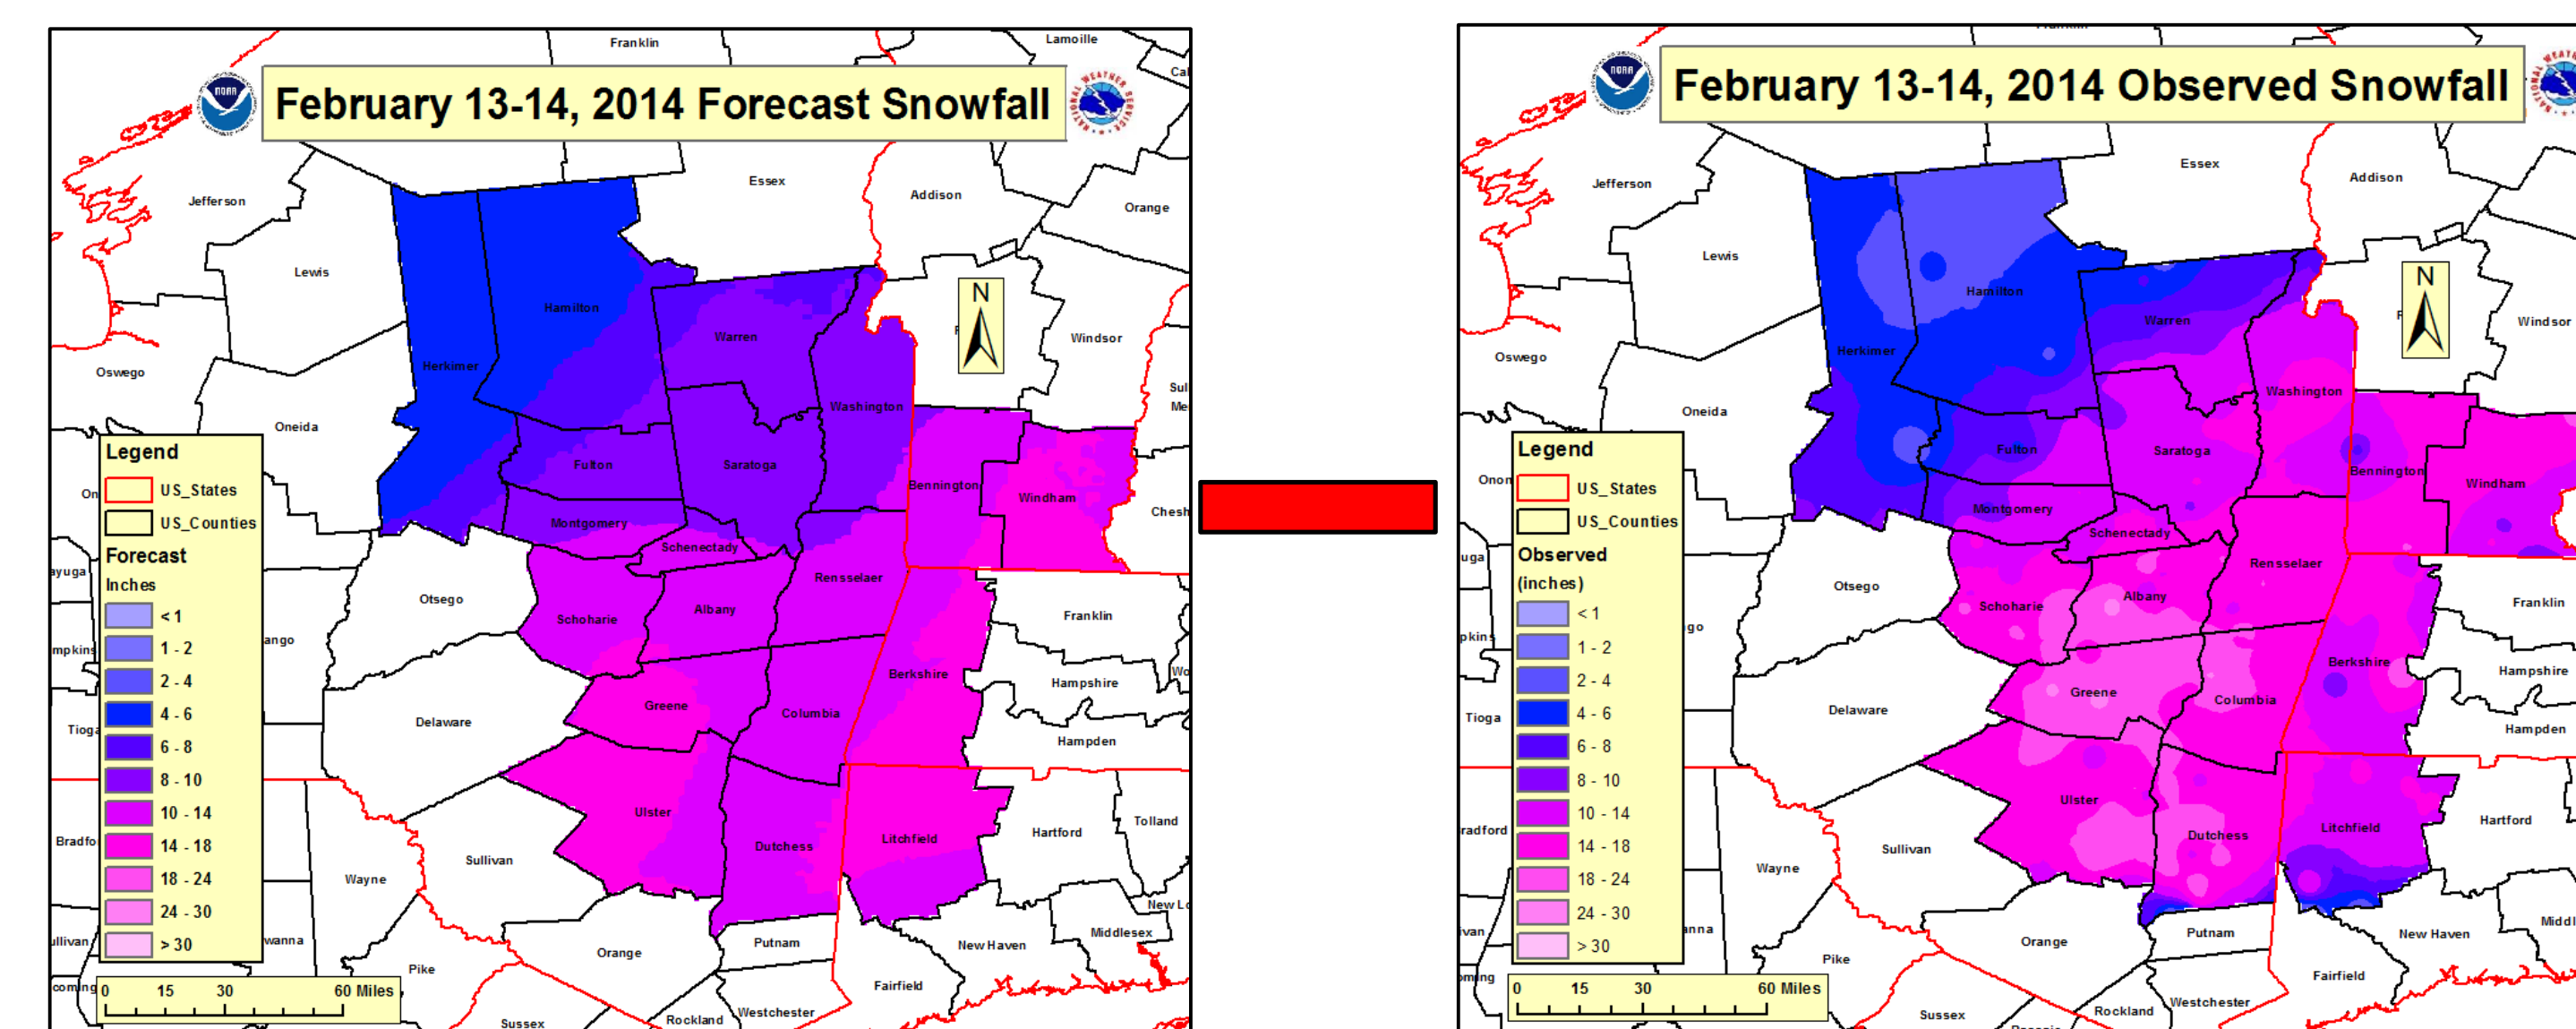 February 13-14, 2014 Forecast Snowfall
NOAA
NATIONAL WEATHER SERVICE
Franklin
Lamoille
Essex
Addison
Jefferson
Orange
Lewis
Hamilton
N
Warren
Windsor
Herkimer
Oswego
Washington
Oneida
Fulton
Saratoga
Bennington
Windham
Montgomery
Schenectady
Rensselaer
Otsego
Schoharie
Albany
Franklin
Berkshire
Hampshire
Greene
Columbia
Delaware
Hampden
Ulster
Litchfield
Hartford
Tolland
Dutchess
Sullivan
Wayne
Middlesex
Putnam
New Haven
Orange
Pike
Fairfield
Westchester
Rockland
Sussex
Legend
US_States
US_Counties
Forecast
Inches
< 1
1 - 2
2 - 4
4 - 6
6 - 8
8 - 10
10 - 14
14 - 18
18 - 24
24 - 30
> 30
0 15 30 60 Miles
February 13-14, 2014 Observed Snowfall
NOAA
Essex
Addison
Jefferson
Lewis
Hamilton
N
Warren
Windsor
Herkimer
Oswego
Washington
Oneida
Fulton
Saratoga
Bennington
Windham
Montgomery
Schenectady
Rensselaer
Otsego
Schoharie
Albany
Franklin
Berkshire
Hampshire
Greene
Columbia
Delaware
Tioga
Hampden
Ulster
Litchfield
Hartford
Dutchess
Sullivan
Wayne
Putnam
New Haven
Orange
Pike
Fairfield
Westchester
Rockland
Sussex
Legend
US_States
US_Counties
Observed
(inches)
< 1
1 - 2
2 - 4
4 - 6
6 - 8
8 - 10
10 - 14
14 - 18
18 - 24
24 - 30
> 30
0 15 30 60 Miles